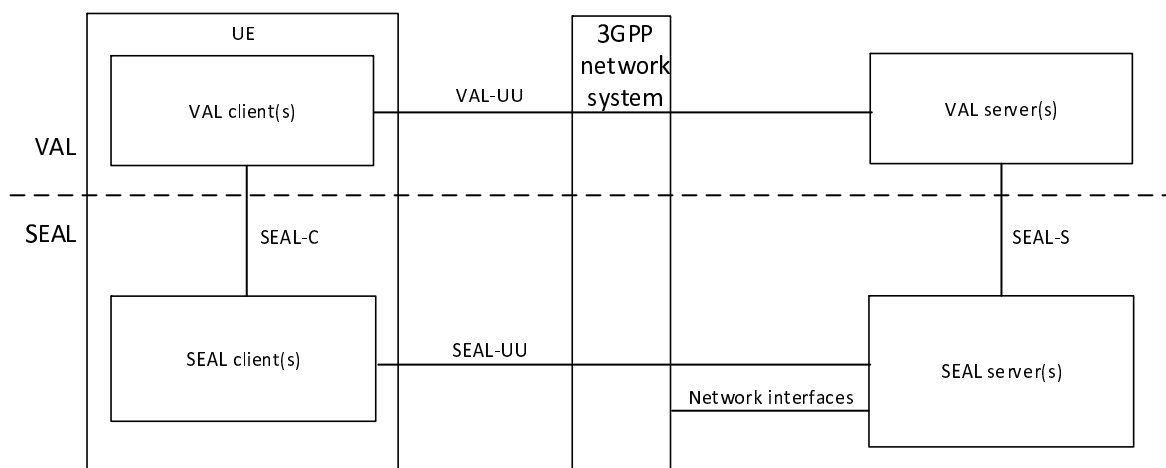 UE
3GPP
network
system
VAL client(s)
VAL-UU
VAL server(s)
VAL
SEAL
SEAL-C
SEAL-S
SEAL client(s)
SEAL-UU
SEAL server(s)
Network interfaces